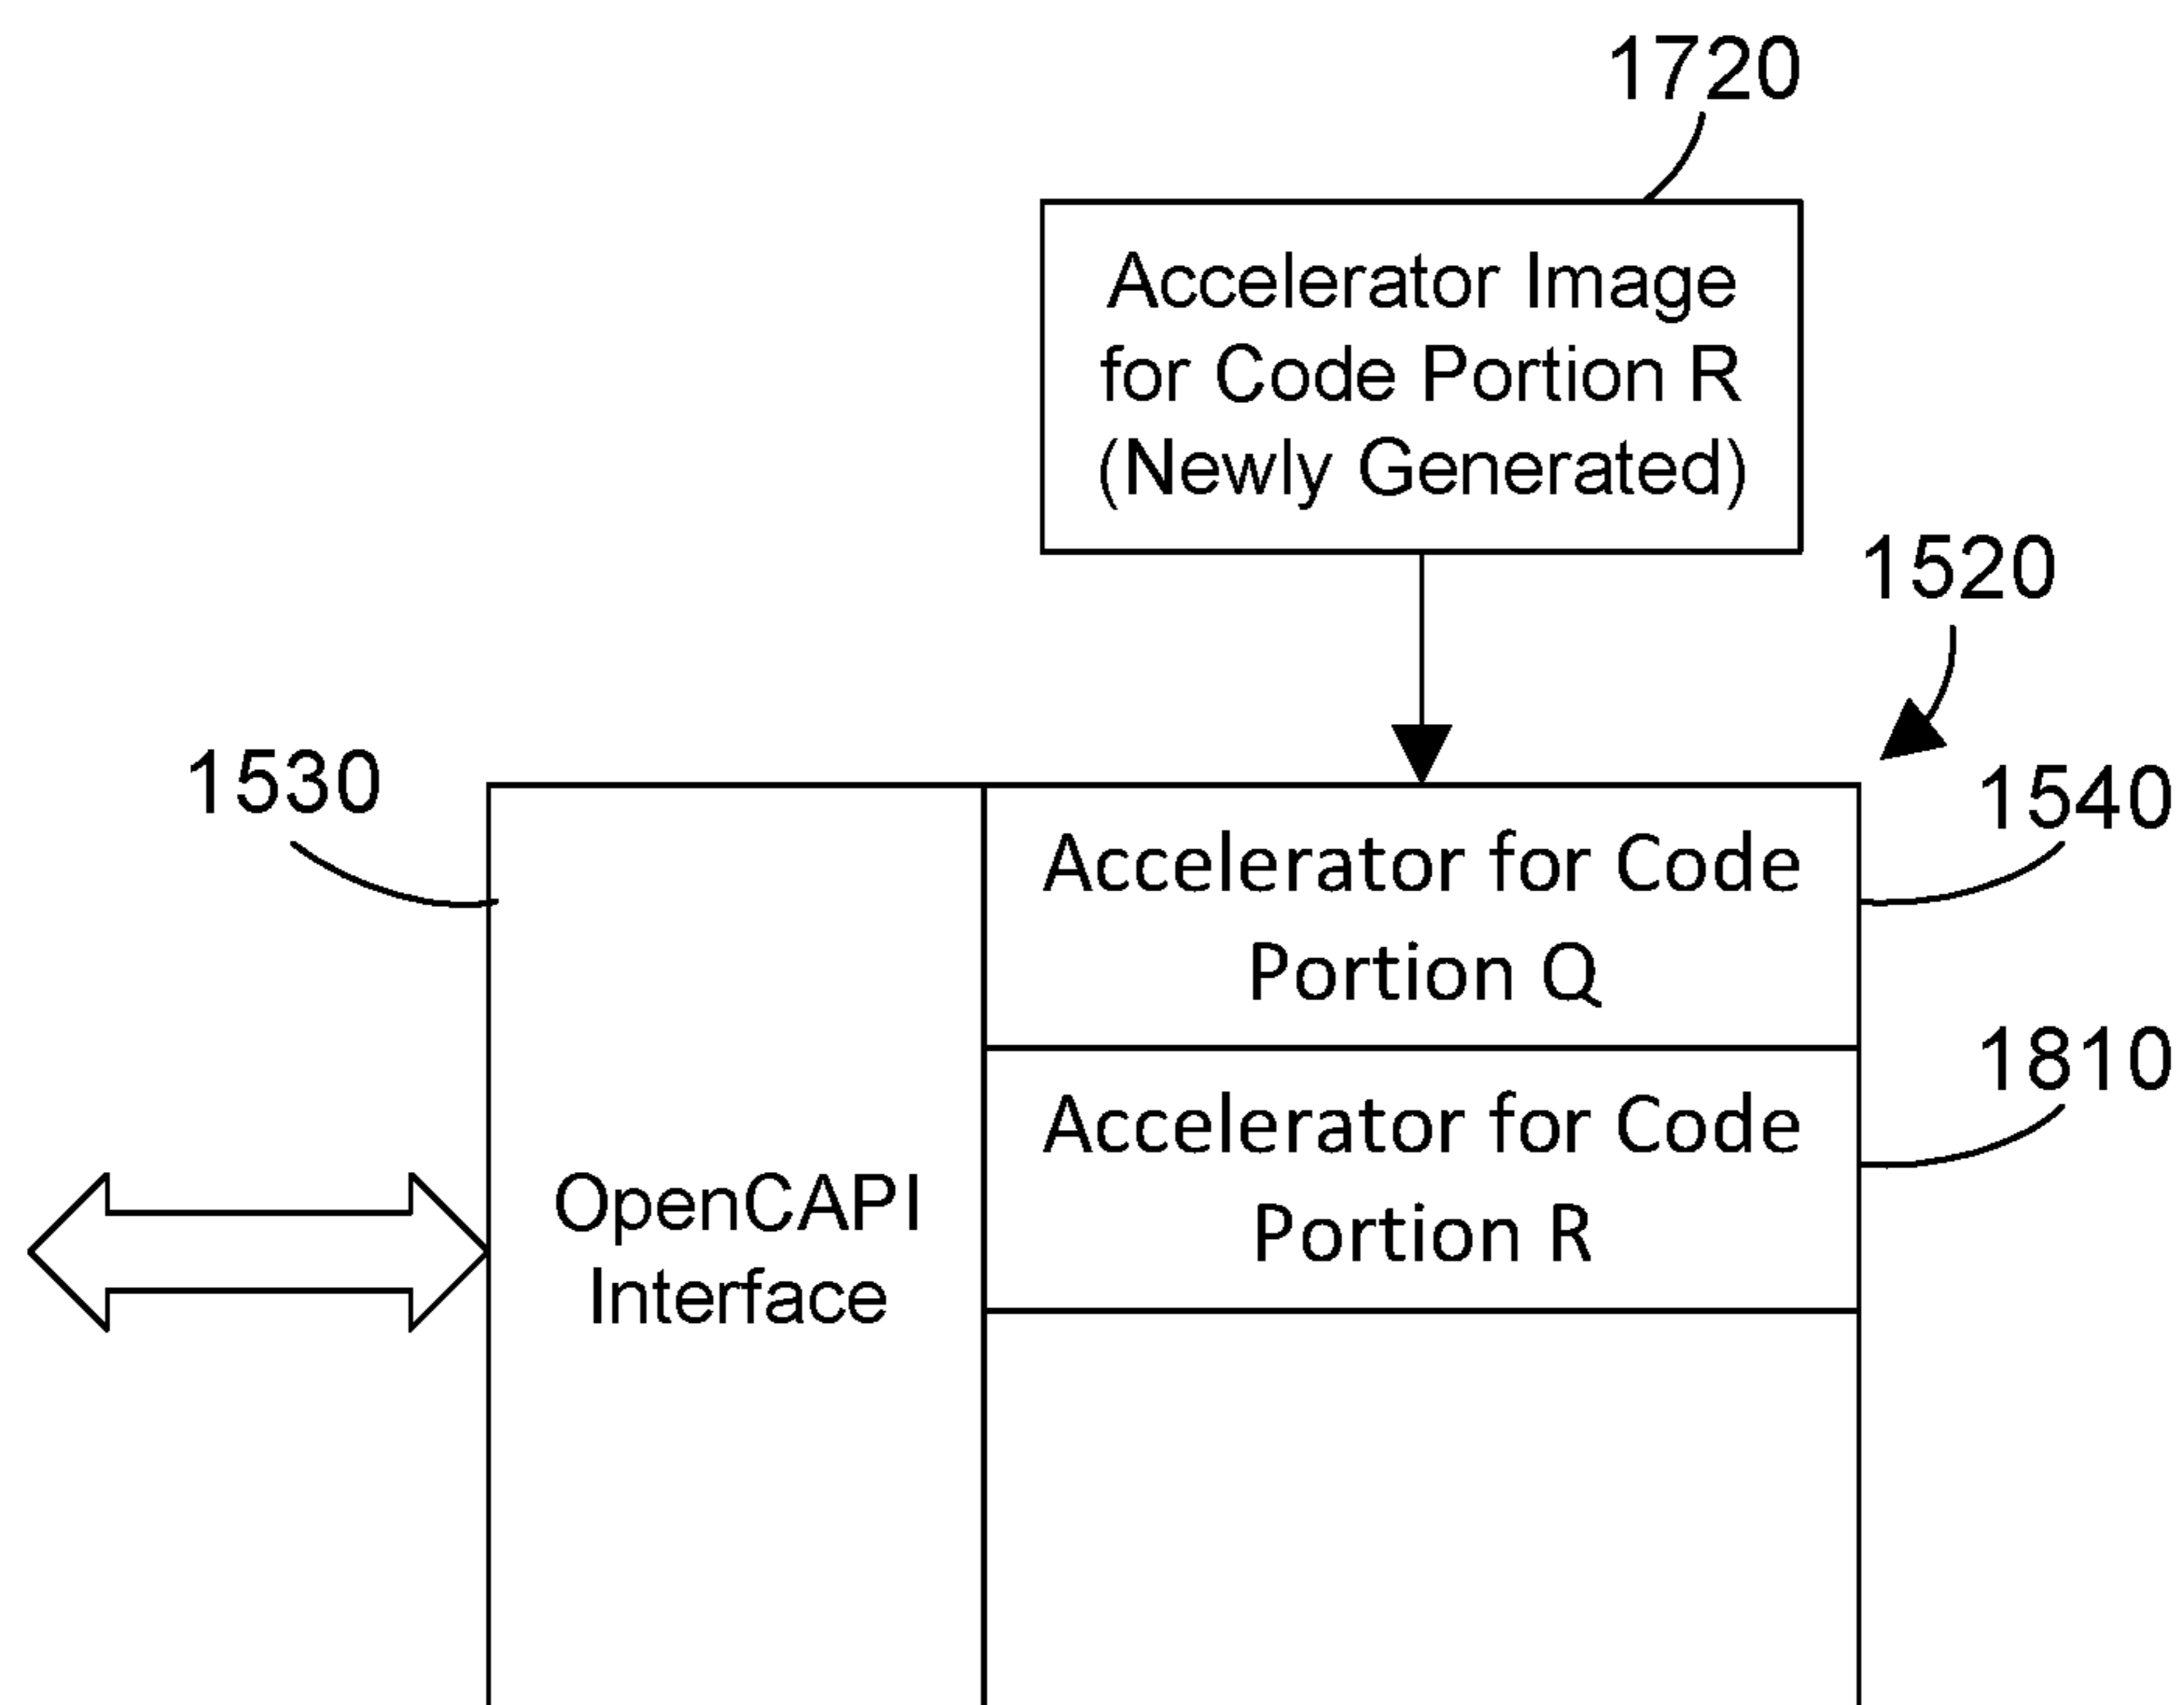 1720
Accelerator Image
for Code Portion R
(Newly Generated)
1520
1530
1540
Accelerator for Code
Portion Q
1810
Accelerator for Code
Portion R
OpenCAPI
Interface